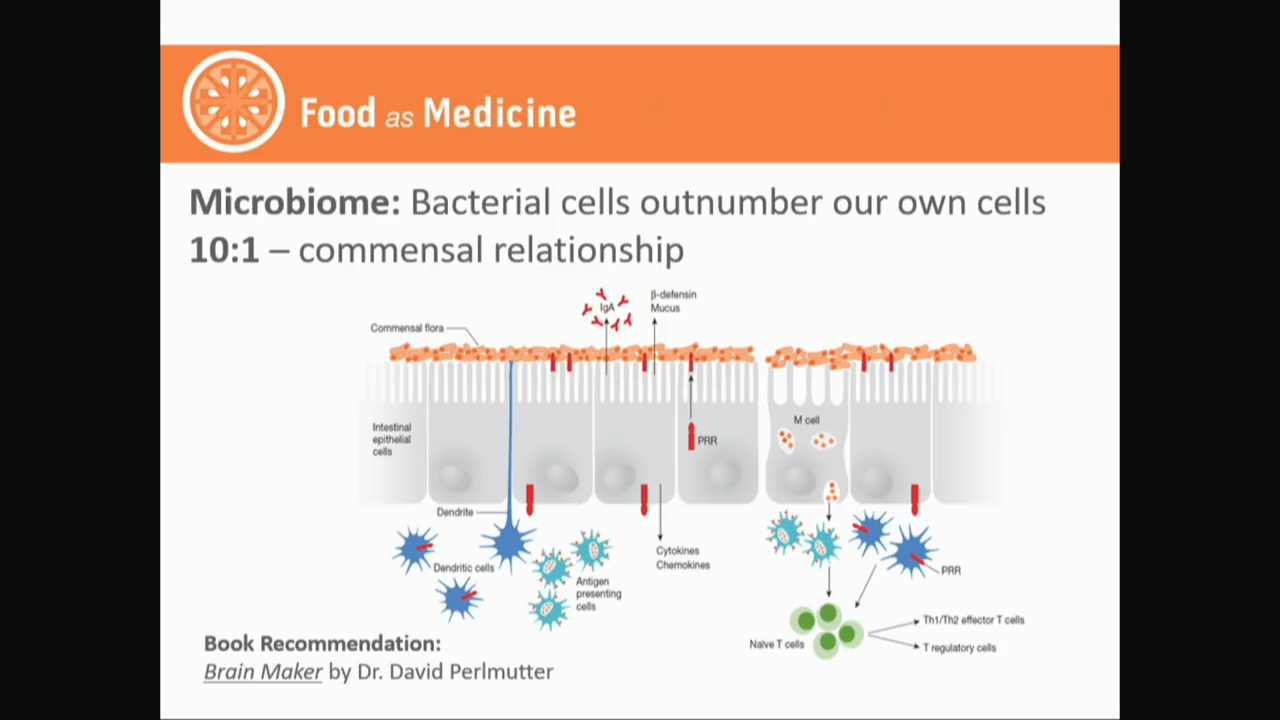 Food as Medicine
Microbiome: Bacterial cells outnumber our own cells
10:1 – commensal relationship
IgA
β-defensin
Mucus
Commensal flora
Intestinal
epithelial
cells
PRR
M cell
Dendrite
Dendritic cells
Antigen
presenting
cells
Cytokines
Chemokines
PRR
Naïve T cells
Th1/Th2 effector T cells
T regulatory cells
Book Recommendation:
Brain Maker by Dr. David Perlmutter